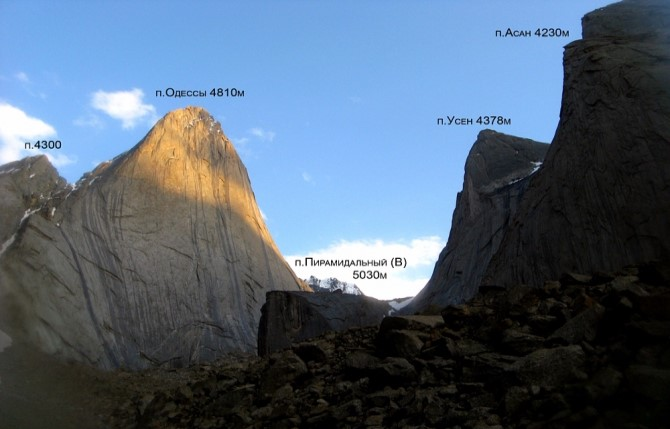 п.Асан 4230м
п.Одессы 4810м
п.Усен 4378м
п.4300
п.Пирамидальный (В)
5030м